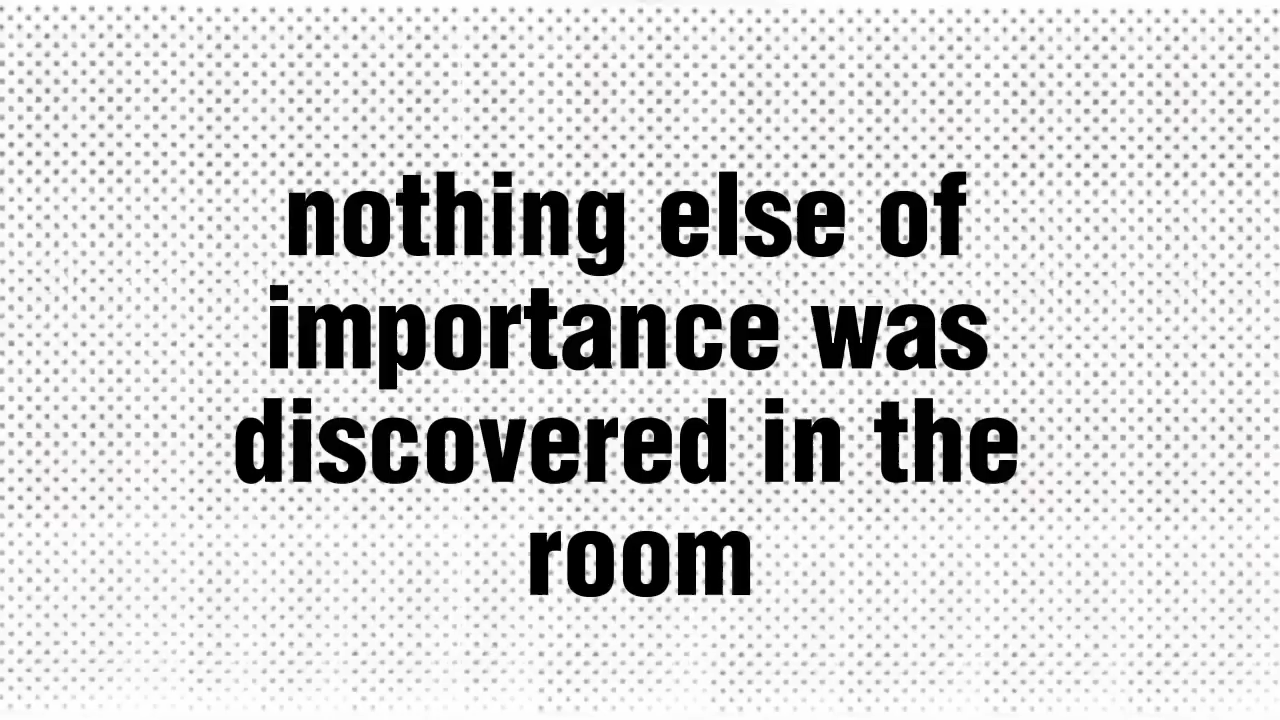 nothing else of
importance was
discovered in the
room